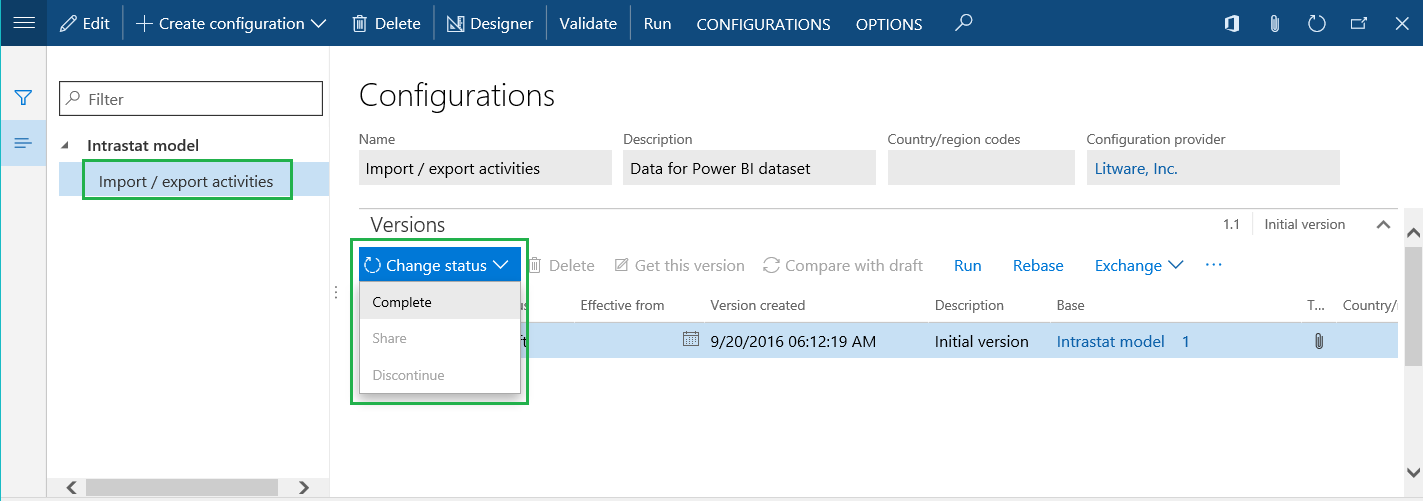 Edit Create configuration Delete Designer Validate Run CONFIGURATIONS OPTIONS
Filter
Intrastat model
Import / export activities
Configurations
Name Description Country/region codes Configuration provider
Import / export activities Data for Power BI dataset Litware, Inc.
Versions 1.1 Initial version
Change status Delete Get this version Compare with draft Run Rebase Exchange ...
Effective from Version created Description Base T... Country/
Complete
9/20/2016 06:12:19 AM Initial version Intrastat model 1
Share
Discontinue